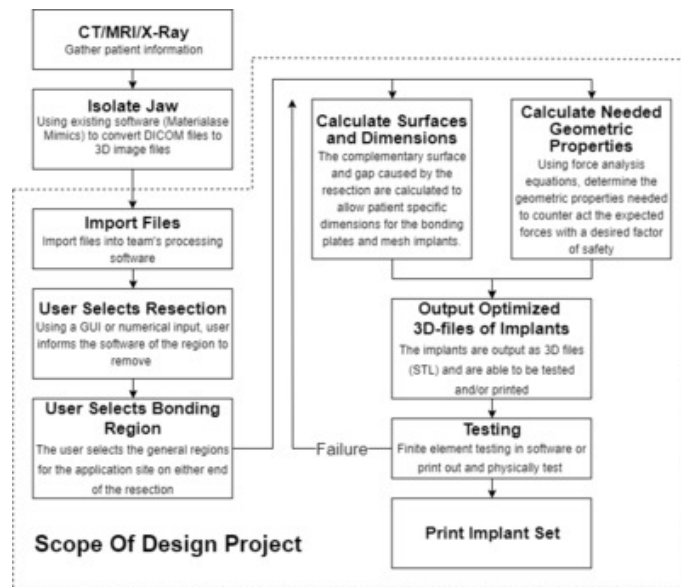 CT/MRI/X-Ray
Gather patient information
Isolate Jaw
Using existing software (Materialase
Mimics) to convert DICOM files to
3D image files
Import Files
Import files into team's processing
software
User Selects Resection
Using a GUI or numerical input, user
informs the software of the region to
remove
User Selects Bonding
Region
The user selects the general regions
for the application site on either end
of the resection
Calculate Surfaces
and Dimensions
The complementary surface
and gap caused by the
resection are calculated to
allow patient specific
dimensions for the bonding
plates and mesh implants.
Calculate Needed
Geometric
Properties
Using force analysis
equations, determine the
geometric properties needed
to counter act the expected
forces with a desired factor of
safety
Output Optimized
3D-files of Implants
The implants are output as 3D files
(STL) and are able to be tested
and/or printed
Testing
Finite element testing in software or
print out and physically test
Failure
Print Implant Set
Scope Of Design Project